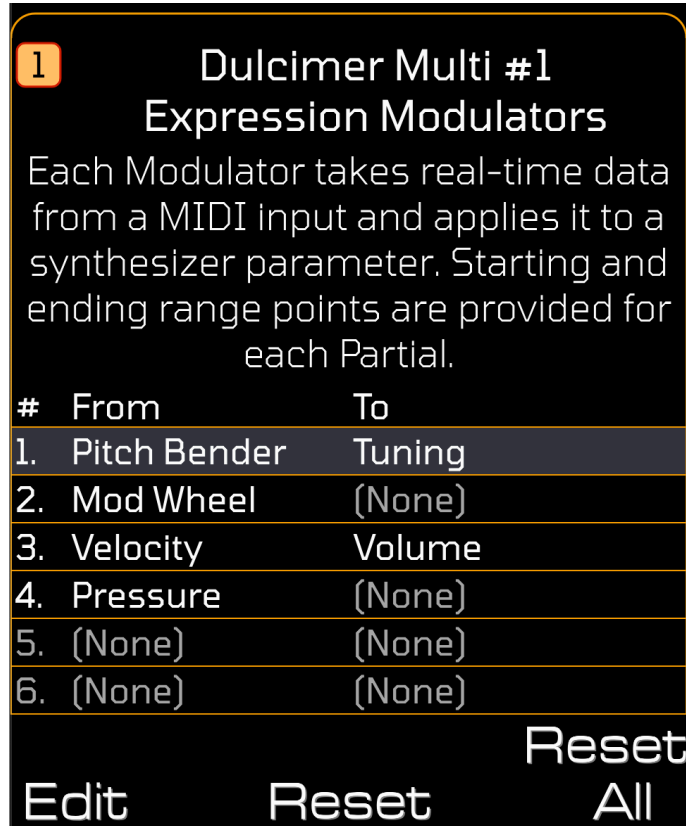 1
Dulcimer Multi #1
Expression Modulators
Each Modulator takes real-time data
from a MIDI input and applies it to a
synthesizer parameter. Starting and
ending range points are provided for
each Partial.
# From To
1. Pitch Bender Tuning
2. Mod Wheel (None)
3. Velocity Volume
4. Pressure (None)
5. (None) (None)
6. (None) (None)
Edit Reset Reset All